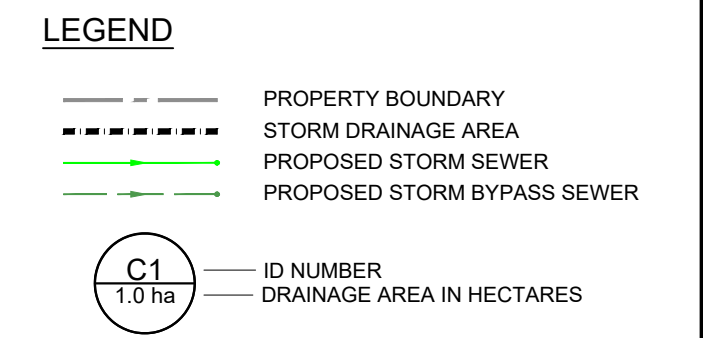 LEGEND
PROPERTY BOUNDARY
STORM DRAINAGE AREA
PROPOSED STORM SEWER
PROPOSED STORM BYPASS SEWER
C1
ID NUMBER
1.0 ha
DRAINAGE AREA IN HECTARES